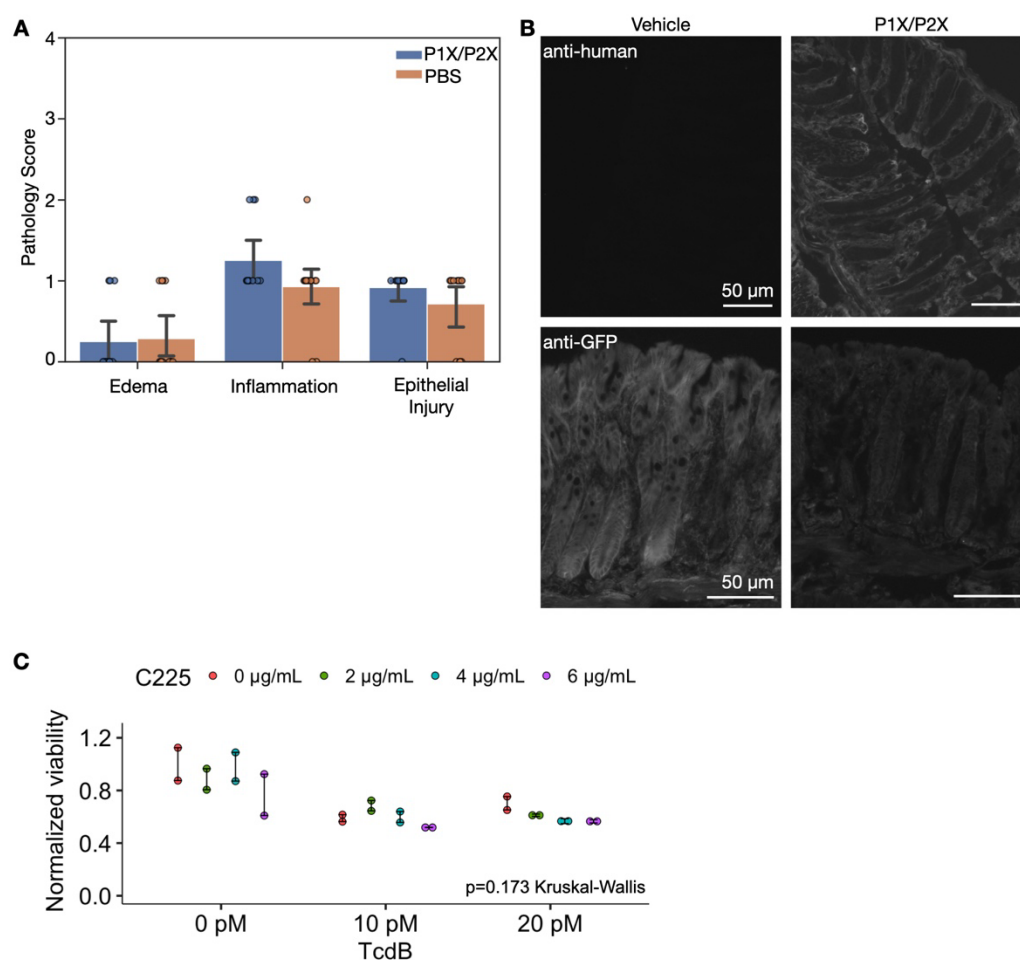 A
4
3
2
1
0
Pathology Score
P1X/P2X
PBS
Edema
Inflammation
Epithelial
Injury
B
Vehicle
P1X/P2X
anti-human
50 µm
anti-GFP
50 µm
C
C225
0 µg/mL
2 µg/mL
4 µg/mL
6 µg/mL
1.2
0.8
0.4
0.0
Normalized viability
p=0.173 Kruskal-Wallis
0 pM
10 pM
20 pM
TcdB